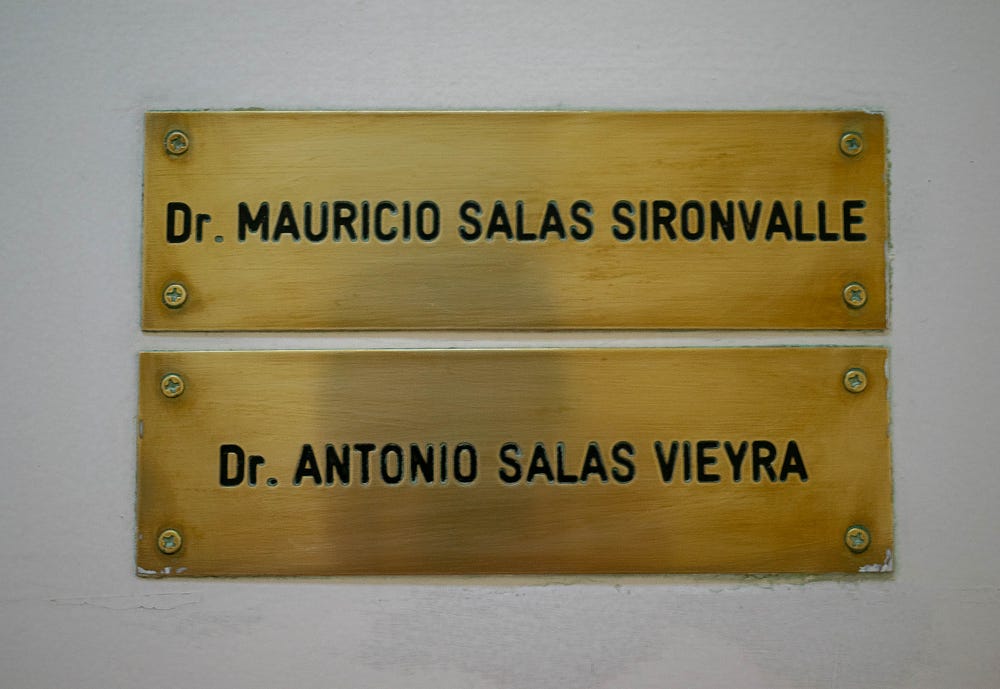 Dr. MAURICIO SALAS SIRONVALLE
Dr. ANTONIO SALAS VIEYRA